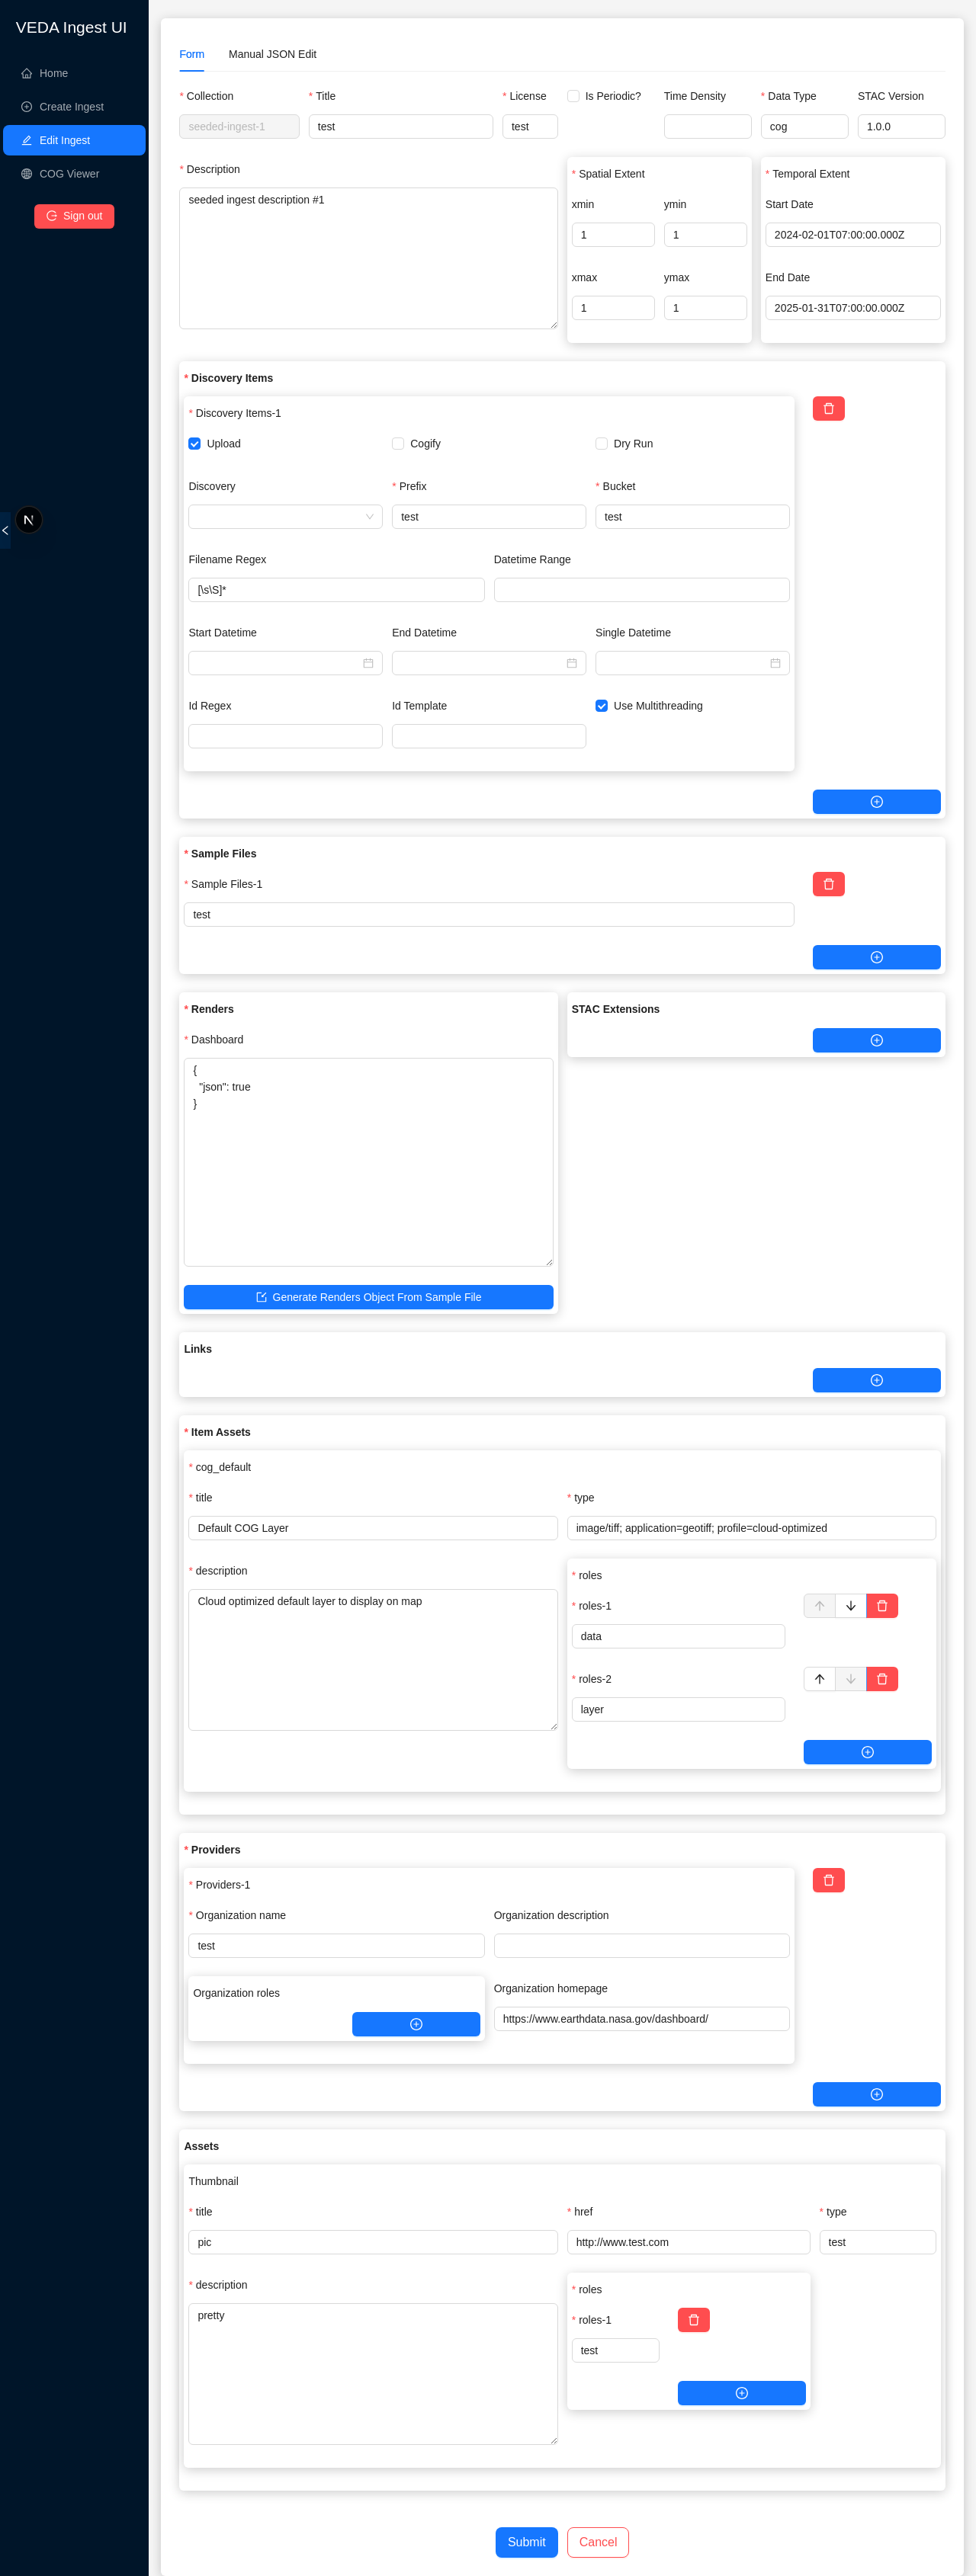 VEDA Ingest UI
Home
Create Ingest
Edit Ingest
COG Viewer
Sign out
N
Form Manual JSON Edit
* Collection * Title * License Is Periodic? Time Density * Data Type STAC Version
seeded-ingest-1 test test cog 1.0.0
* Description
seeded ingest description #1
* Spatial Extent
xmin ymin
1 1
xmax ymax
1 1
* Temporal Extent
Start Date
2024-02-01T07:00:00.000Z
End Date
2025-01-31T07:00:00.000Z
* Discovery Items
* Discovery Items-1
Upload Cogify Dry Run
Discovery * Prefix * Bucket
test test
Filename Regex Datetime Range
[\s\S]*
Start Datetime End Datetime Single Datetime
Id Regex Id Template Use Multithreading
* Sample Files
* Sample Files-1
test
* Renders
* Dashboard
{
"json": true
}
Generate Renders Object From Sample File
STAC Extensions
Links
* Item Assets
* cog_default
* title * type
Default COG Layer image/tiff; application=geotiff; profile=cloud-optimized
* description
Cloud optimized default layer to display on map
* roles
* roles-1
data
* roles-2
layer
* Providers
* Providers-1
* Organization name Organization description
test
Organization roles
Organization homepage
https://www.earthdata.nasa.gov/dashboard/
Assets
Thumbnail
* title * href * type
pic http://www.test.com test
* description
pretty
* roles
* roles-1
test
Submit Cancel